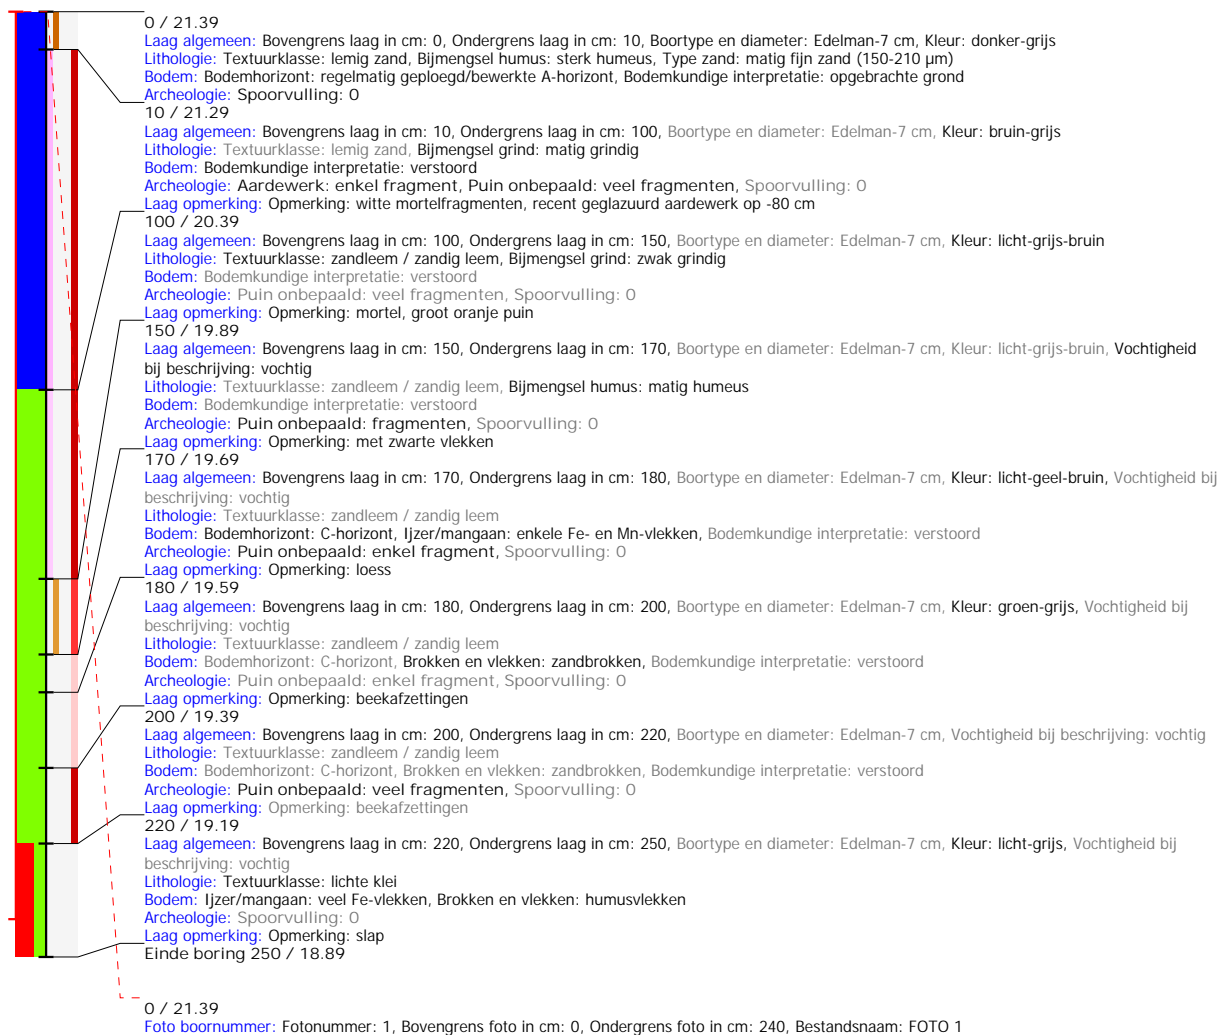 0 / 21.39
Laag algemeen: Bovengrens laag in cm: 0, Ondergrens laag in cm: 10, Boortype en diameter: Edelman-7 cm, Kleur: donker-grijs
Lithologie: Textuurklasse: lemig zand, Bijmengsel humus: sterk humeus, Type zand: matig fijn zand (150-210 µm)
Bodem: Bodemhorizont: regelmatig geploegd/bewerkte A-horizont, Bodemkundige interpretatie: opgebrachte grond
Archeologie: Spoorvulling: 0
10 / 21.29
Laag algemeen: Bovengrens laag in cm: 10, Ondergrens laag in cm: 100, Boortype en diameter: Edelman-7 cm, Kleur: bruin-grijs
Lithologie: Textuurklasse: lemig zand, Bijmengsel grind: matig grindig
Bodem: Bodemkundige interpretatie: verstoord
Archeologie: Aardewerk: enkel fragment, Puin onbepaald: veel fragmenten, Spoorvulling: 0
Laag opmerking: Opmerking: witte mortelfragmenten, recent geglazuurd aardewerk op -80 cm
100 / 20.39
Laag algemeen: Bovengrens laag in cm: 100, Ondergrens laag in cm: 150, Boortype en diameter: Edelman-7 cm, Kleur: licht-grijs-bruin
Lithologie: Textuurklasse: zandleem / zandig leem, Bijmengsel grind: zwak grindig
Bodem: Bodemkundige interpretatie: verstoord
Archeologie: Puin onbepaald: veel fragmenten, Spoorvulling: 0
Laag opmerking: Opmerking: mortel, groot oranje puin
150 / 19.89
Laag algemeen: Bovengrens laag in cm: 150, Ondergrens laag in cm: 170, Boortype en diameter: Edelman-7 cm, Kleur: licht-grijs-bruin, Vochtigheid
bij beschrijving: vochtig
Lithologie: Textuurklasse: zandleem / zandig leem, Bijmengsel humus: matig humeus
Bodem: Bodemkundige interpretatie: verstoord
Archeologie: Puin onbepaald: fragmenten, Spoorvulling: 0
Laag opmerking: Opmerking: met zwarte vlekken
170 / 19.69
Laag algemeen: Bovengrens laag in cm: 170, Ondergrens laag in cm: 180, Boortype en diameter: Edelman-7 cm, Kleur: licht-geel-bruin, Vochtigheid bij
beschrijving: vochtig
Lithologie: Textuurklasse: zandleem / zandig leem
Bodem: Bodemhorizont: C-horizont, Ijzer/mangaan: enkele Fe- en Mn-vlekken, Bodemkundige interpretatie: verstoord
Archeologie: Puin onbepaald: enkel fragment, Spoorvulling: 0
Laag opmerking: Opmerking: loess
180 / 19.59
Laag algemeen: Bovengrens laag in cm: 180, Ondergrens laag in cm: 200, Boortype en diameter: Edelman-7 cm, Kleur: groen-grijs, Vochtigheid bij
beschrijving: vochtig
Lithologie: Textuurklasse: zandleem / zandig leem
Bodem: Bodemhorizont: C-horizont, Brokken en vlekken: zandbrokken, Bodemkundige interpretatie: verstoord
Archeologie: Puin onbepaald: enkel fragment, Spoorvulling: 0
Laag opmerking: Opmerking: beekafzettingen
200 / 19.39
Laag algemeen: Bovengrens laag in cm: 200, Ondergrens laag in cm: 220, Boortype en diameter: Edelman-7 cm, Vochtigheid bij beschrijving: vochtig
Lithologie: Textuurklasse: zandleem / zandig leem
Bodem: Bodemhorizont: C-horizont, Brokken en vlekken: zandbrokken, Bodemkundige interpretatie: verstoord
Archeologie: Puin onbepaald: veel fragmenten, Spoorvulling: 0
Laag opmerking: Opmerking: beekafzettingen
220 / 19.19
Laag algemeen: Bovengrens laag in cm: 220, Ondergrens laag in cm: 250, Boortype en diameter: Edelman-7 cm, Kleur: licht-grijs, Vochtigheid bij
beschrijving: vochtig
Lithologie: Textuurklasse: lichte klei
Bodem: Ijzer/mangaan: veel Fe-vlekken, Brokken en vlekken: humusvlekken
Archeologie: Spoorvulling: 0
Laag opmerking: Opmerking: slap
Einde boring 250 / 18.89
0 / 21.39
Foto boornummer: Fotonummer: 1, Bovengrens foto in cm: 0, Ondergrens foto in cm: 240, Bestandsnaam: FOTO 1